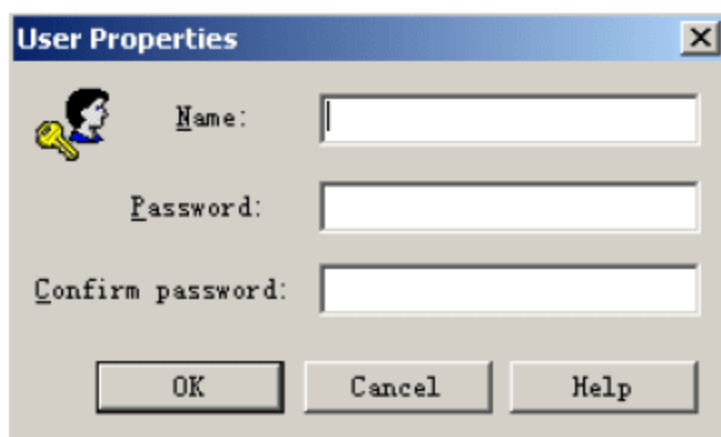 User Properties
Name:
Password:
Confirm password:
OK Cancel Help